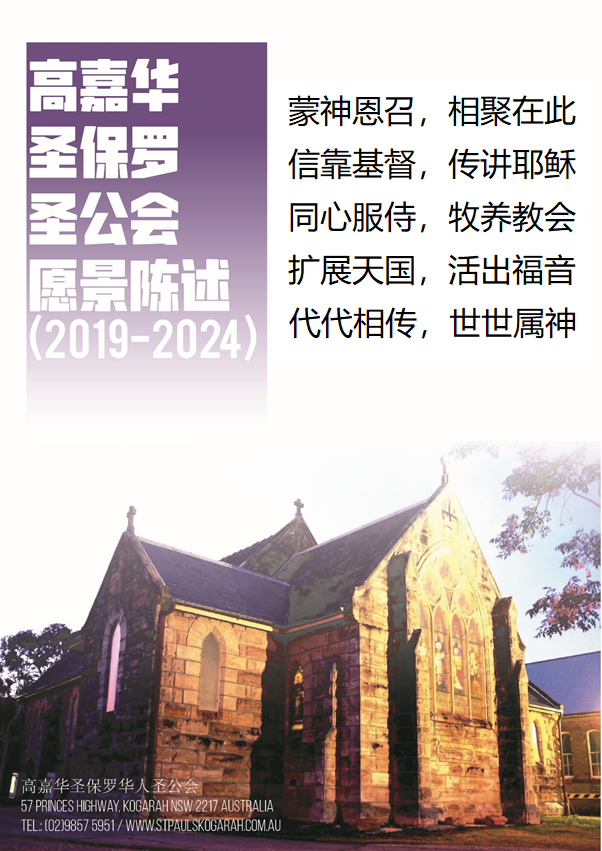 高嘉华
圣保罗
圣公会
愿景陈述
(2019-2024)
蒙神恩召，相聚在此
信靠基督，传讲耶稣
同心服侍，牧养教会
扩展天国，活出福音
代代相传，世世属神
高嘉华圣保罗华人圣公会
57 PRINCES HIGHWAY, KOGARAH NSW 2217 AUSTRALIA
TEL: (02)9857 5951 / WWW.STPAULSKOGARAH.COM.AU